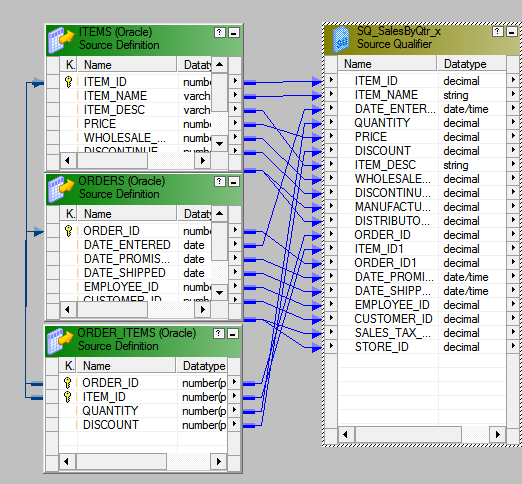 ITEMS (Oracle)
Source Definition
K. Name Dataty
ITEM_ID numb
ITEM_NAME varch
ITEM_DESC varch
PRICE numb
WHOLESALE_... numb
DISCONTINUE
ORDERS (Oracle)
Source Definition
K. Name Dataty
ORDER_ID numb
DATE_ENTERED date
DATE_PROMIS... date
DATE_SHIPPED date
EMPLOYEE_ID numb
CUSTOMER_ID numb
ORDER_ITEMS (Oracle)
Source Definition
K. Name Datatype
ORDER_ID number(p
ITEM_ID number(p
QUANTITY number(p
DISCOUNT number(p
SQ
SQ_SalesByQtr_x
Source Qualifier
Name Datatype
ITEM_ID decimal
ITEM_NAME string
DATE_ENTER... date/time
QUANTITY decimal
PRICE decimal
DISCOUNT decimal
ITEM_DESC string
WHOLESALE... decimal
DISCONTINU... decimal
MANUFACTU... decimal
DISTRIBUTO... decimal
ORDER_ID decimal
ITEM_ID1 decimal
ORDER_ID1 decimal
DATE_PROMI... date/time
DATE_SHIPP... date/time
EMPLOYEE_ID decimal
CUSTOMER_ID decimal
SALES_TAX_... decimal
STORE_ID decimal